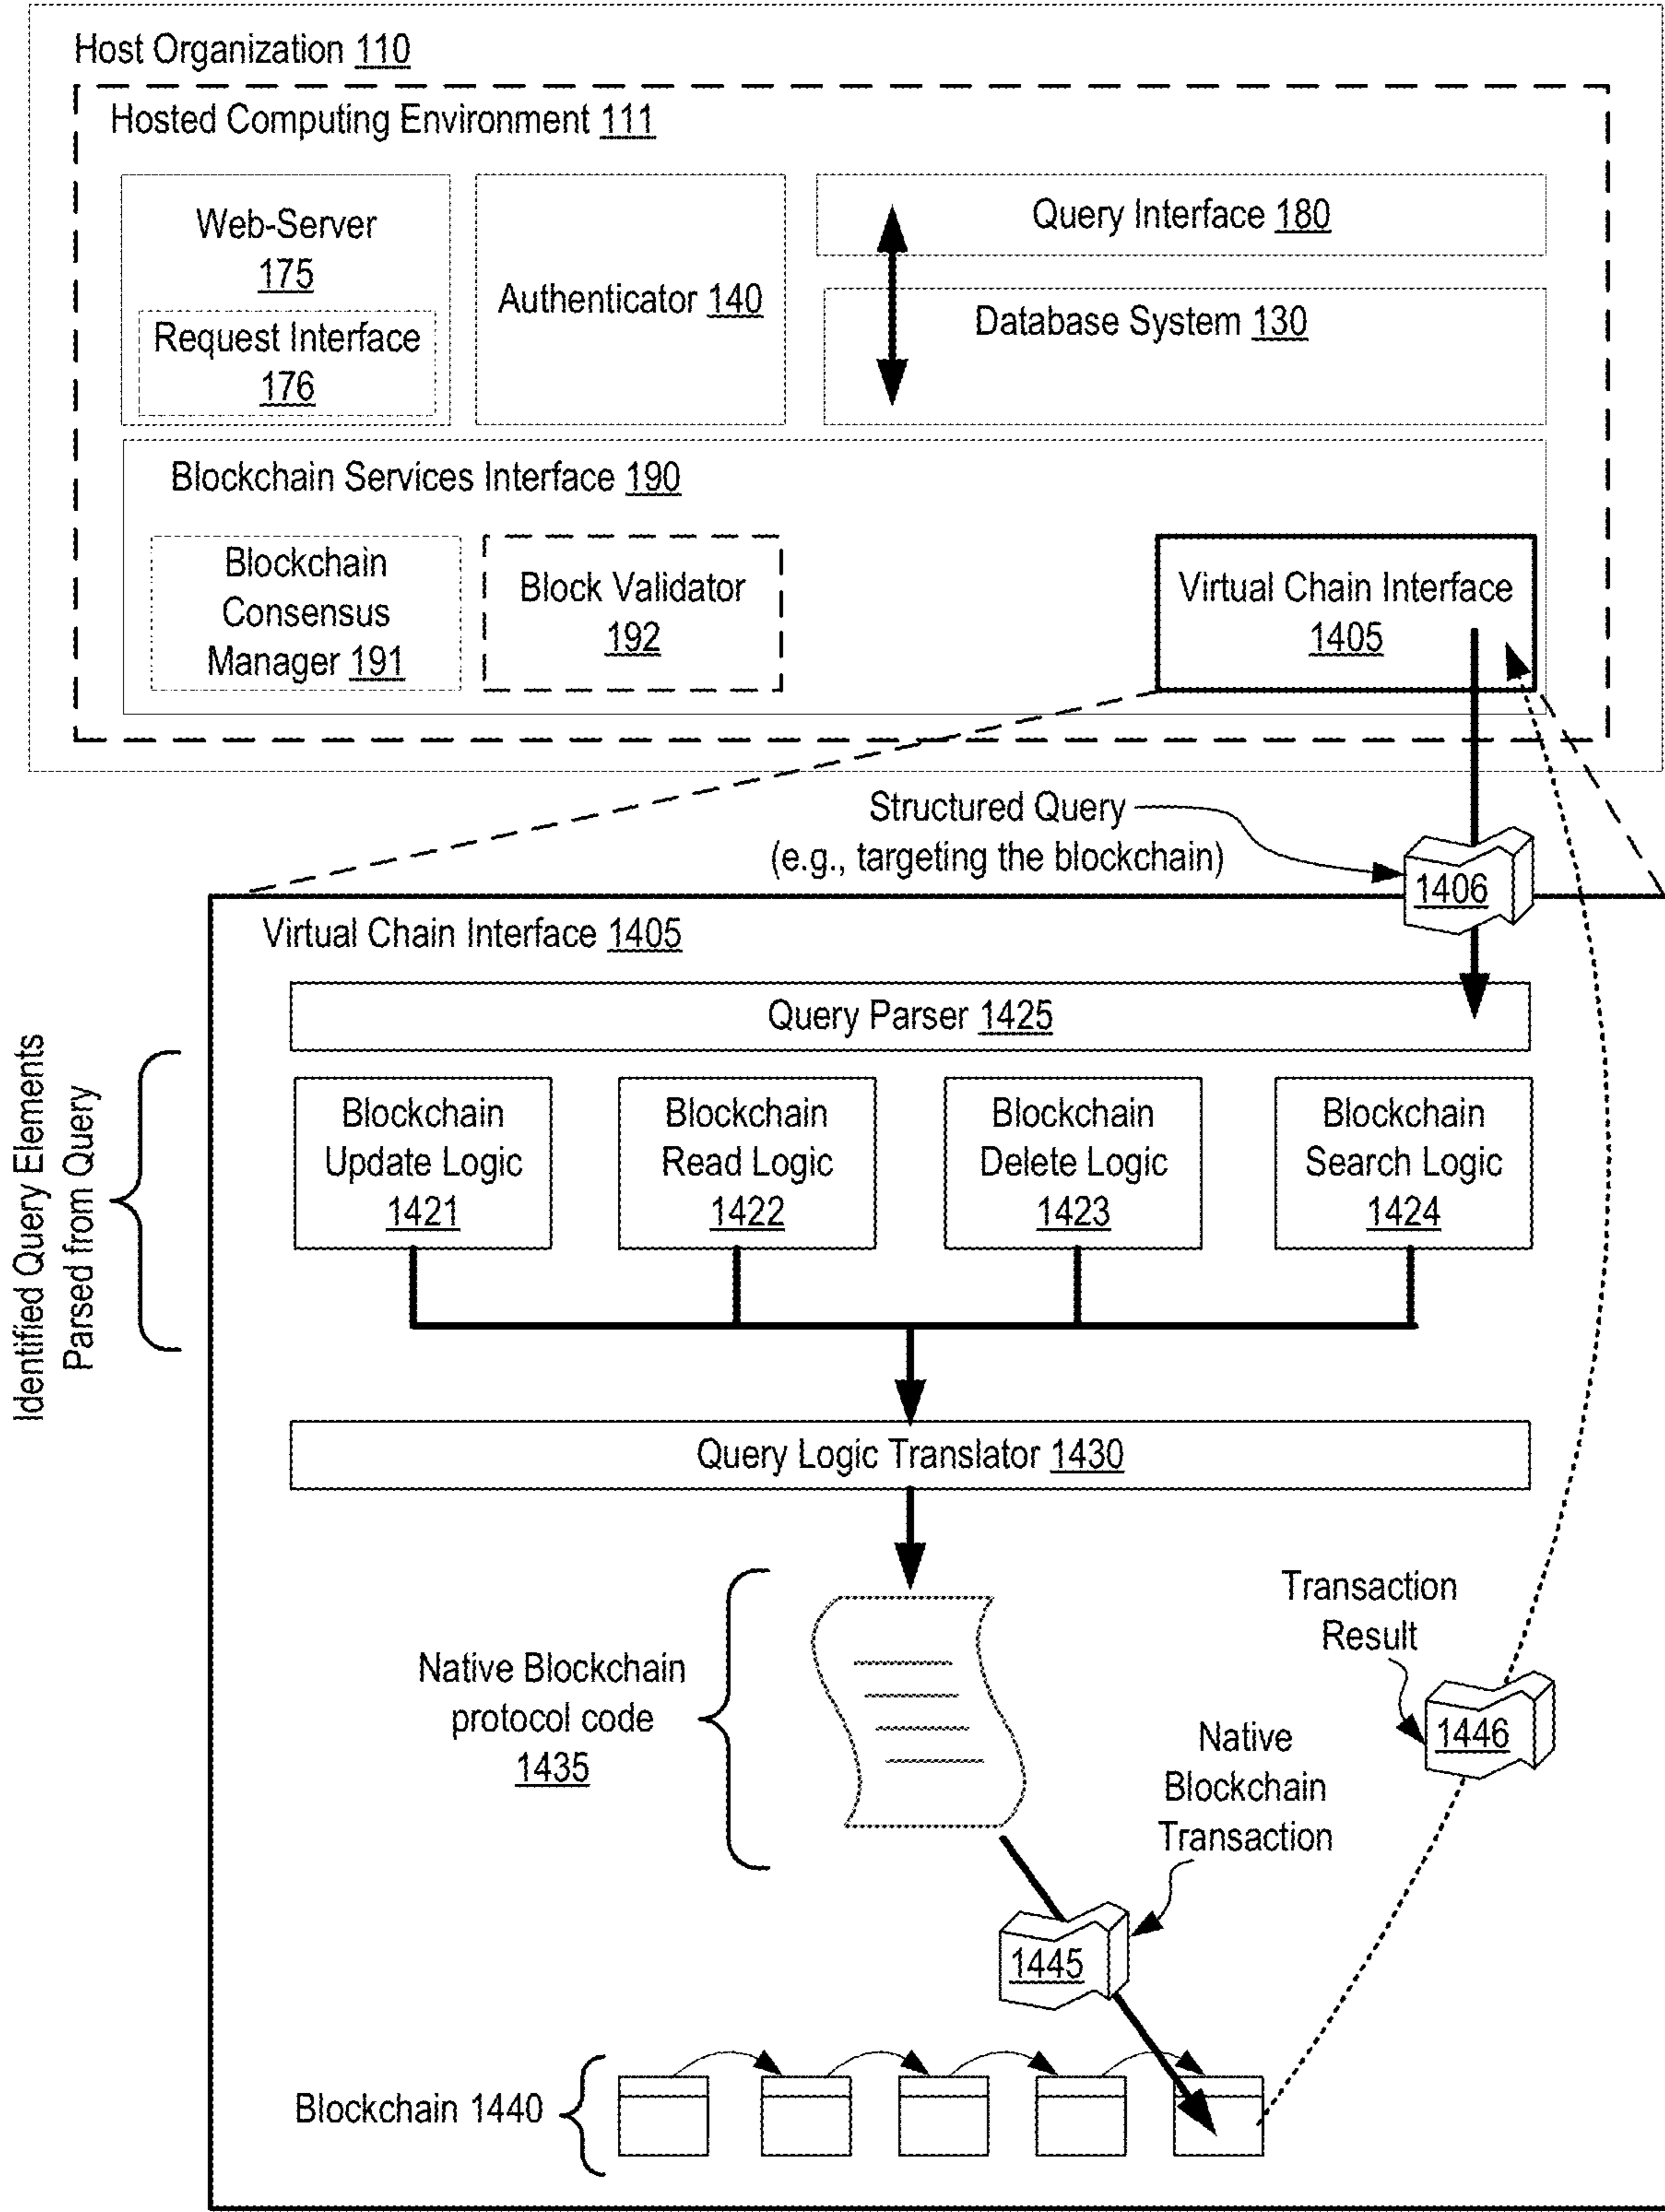 Host Organization 110
Hosted Computing Environment 111
Web-Server
175
Request Interface
176
Authenticator 140
Query Interface 180
Database System 130
Blockchain Services Interface 190
Blockchain
Consensus
Manager 191
Block Validator
192
Virtual Chain Interface
1405
Structured Query
(e.g., targeting the blockchain)
1406
Virtual Chain Interface 1405
Query Parser 1425
Identified Query Elements
Parsed from Query
Blockchain
Update Logic
1421
Blockchain
Read Logic
1422
Blockchain
Delete Logic
1423
Blockchain
Search Logic
1424
Query Logic Translator 1430
Native Blockchain
protocol code
1435
Transaction
Result
1446
Native
Blockchain
Transaction
1445
Blockchain 1440